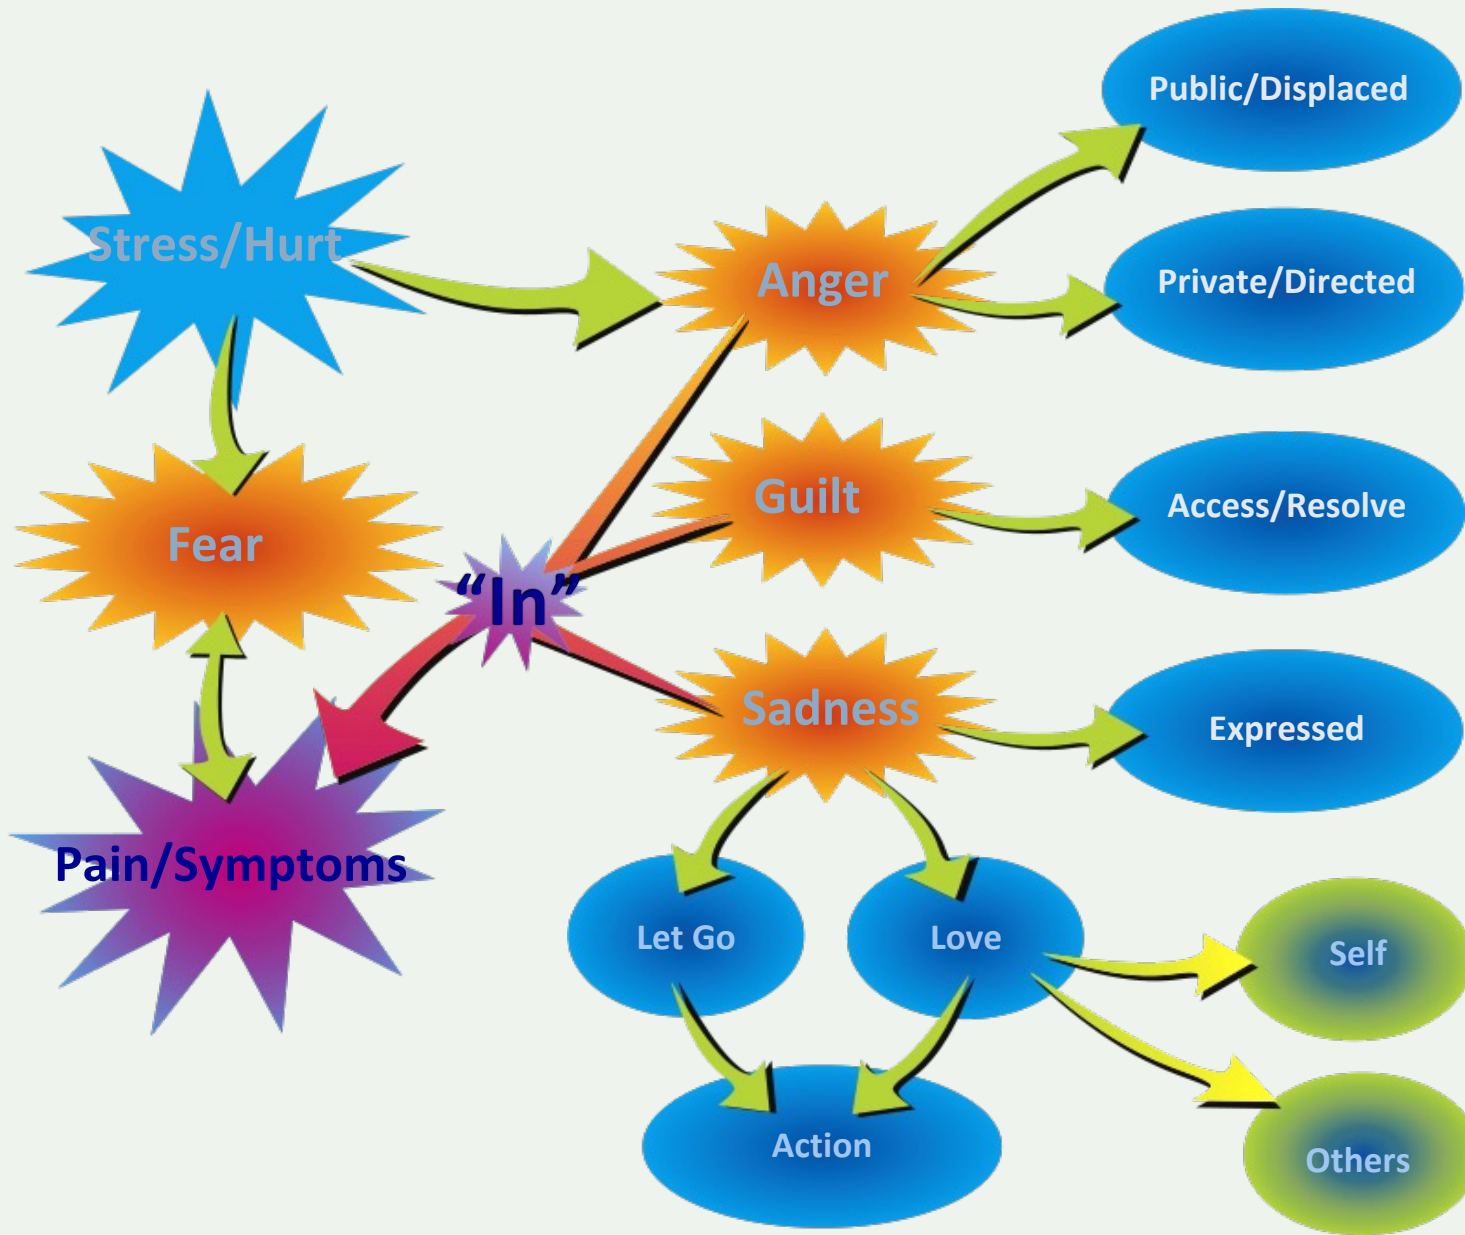 Public/Displaced
Stress/Hurt
Anger
Private/Directed
Guilt
Access/Resolve
Fear
“In”
Sadness
Expressed
Pain/Symptoms
Let Go
Love
Self
Action
Others